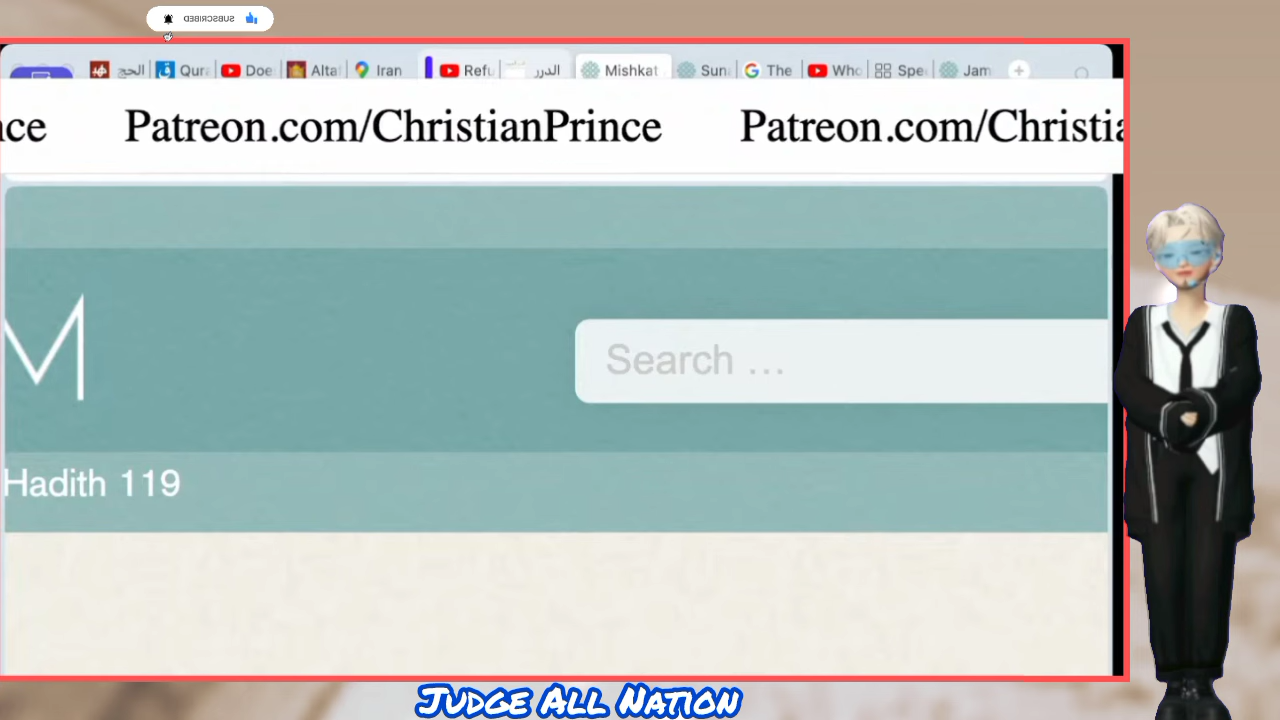 SUBSCRIBED
الحج Qur Doe Alta Iran Refu الدرر Mishkat Sun The Who Spe Jam
nce Patreon.com/ChristianPrince Patreon.com/Christia
M
Search ...
Hadith 119
JUDGE ALL NATION